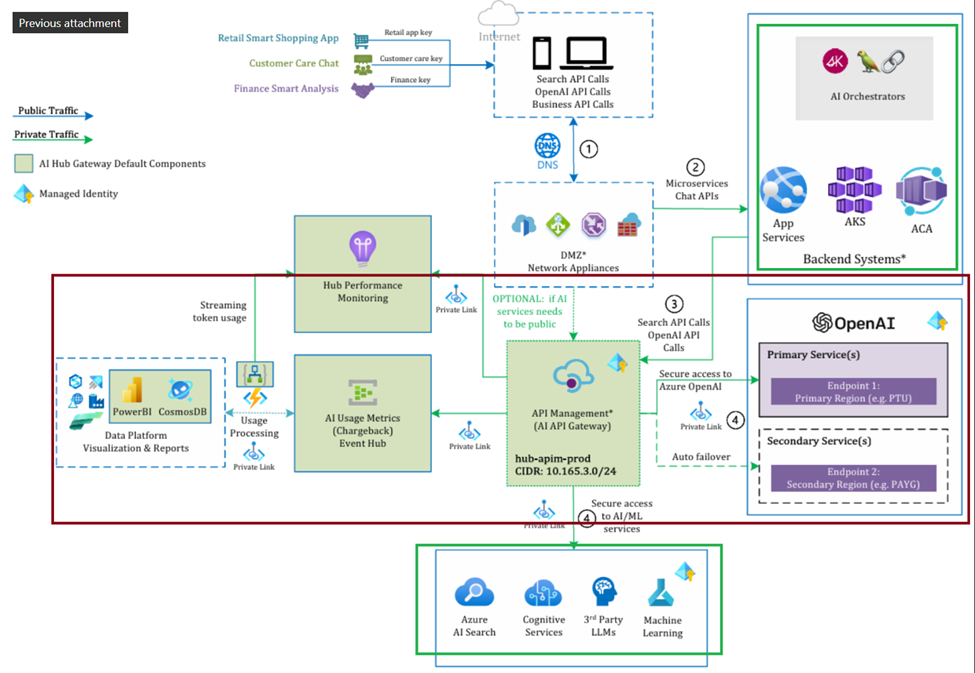 Previous attachment
Internet
Retail Smart Shopping App
Retail app key
Customer Care Chat
Customer care key
Finance Smart Analysis
Finance key
Search API Calls
OpenAI API Calls
Business API Calls
Public Traffic
Private Traffic
AI Hub Gateway Default Components
Managed Identity
DNS
DNS
1
2
Microservices
Chat APIs
AI Orchestrators
App
Services
AKS
ACA
Backend Systems*
DMZ*
Network Appliances
Hub Performance
Monitoring
Streaming
token usage
Private Link
OPTIONAL: if AI
services needs
to be public
3
Search API Calls
OpenAI API
Calls
OpenAI
Primary Service(s)
Endpoint 1:
Primary Region (e.g. PTU)
Secondary Service(s)
Endpoint 2:
Secondary Region (e.g. PAYG)
Secure access to
Azure OpenAI
Private Link
4
Auto failover
API Management*
(AI API Gateway)
hub-apim-prod
CIDR: 10.165.3.0/24
Private Link
AI Usage Metrics
(Chargeback)
Event Hub
Usage
Processing
Private Link
PowerBI
CosmosDB
Data Platform
Visualization & Reports
Private Link
4
Secure access
to AI/ML
services
Azure
AI Search
Cognitive
Services
3rd Party
LLMs
Machine
Learning